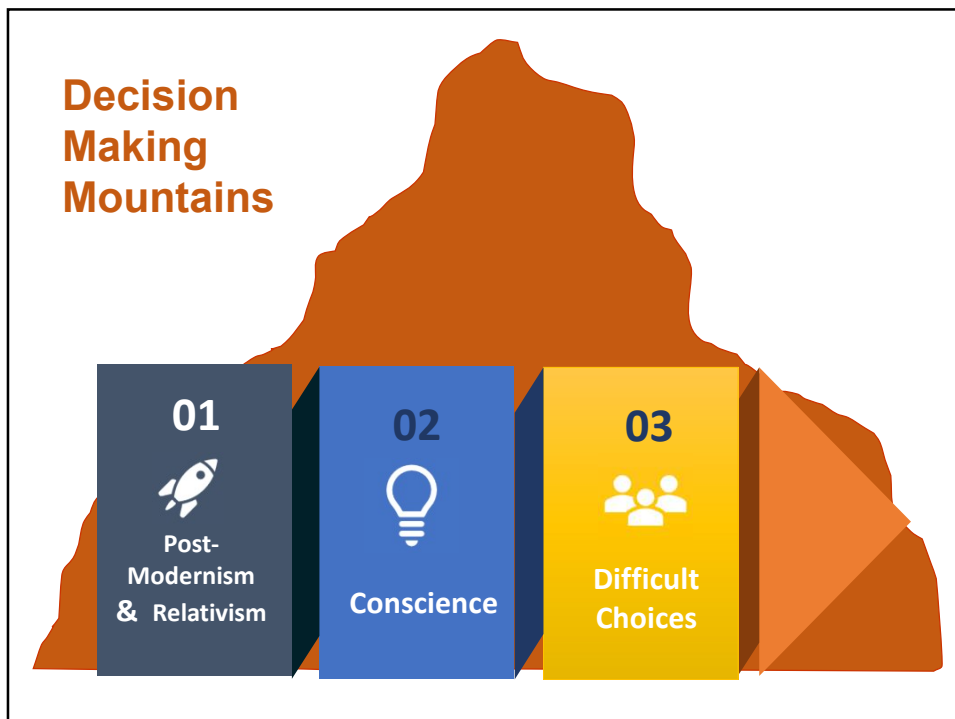 Decision
Making
Mountains
01
Post-
Modernism
& Relativism
02
Conscience
03
Difficult
Choices